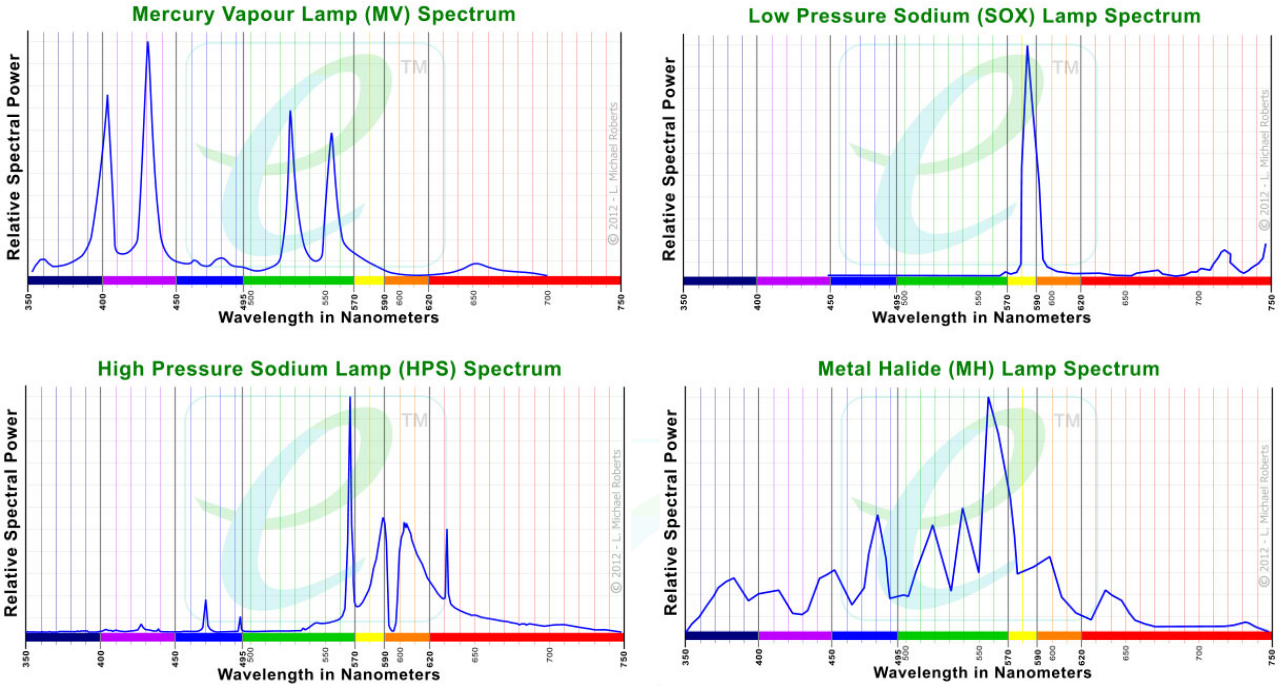 Mercury Vapour Lamp (MV) Spectrum
Relative Spectral Power
TM
© 2012 - L. Michael Roberts
350 400 450 495 500 550 570 590 600 620 650 700 750
Wavelength in Nanometers
Low Pressure Sodium (SOX) Lamp Spectrum
Relative Spectral Power
TM
© 2012 - L. Michael Roberts
350 400 450 495 500 550 570 590 600 620 650 700 750
Wavelength in Nanometers
High Pressure Sodium Lamp (HPS) Spectrum
Relative Spectral Power
TM
© 2012 - L. Michael Roberts
350 400 450 495 500 550 570 590 600 620 650 700 750
Wavelength in Nanometers
Metal Halide (MH) Lamp Spectrum
Relative Spectral Power
TM
© 2012 - L. Michael Roberts
350 400 450 495 500 550 570 590 600 620 650 700 750
Wavelength in Nanometers